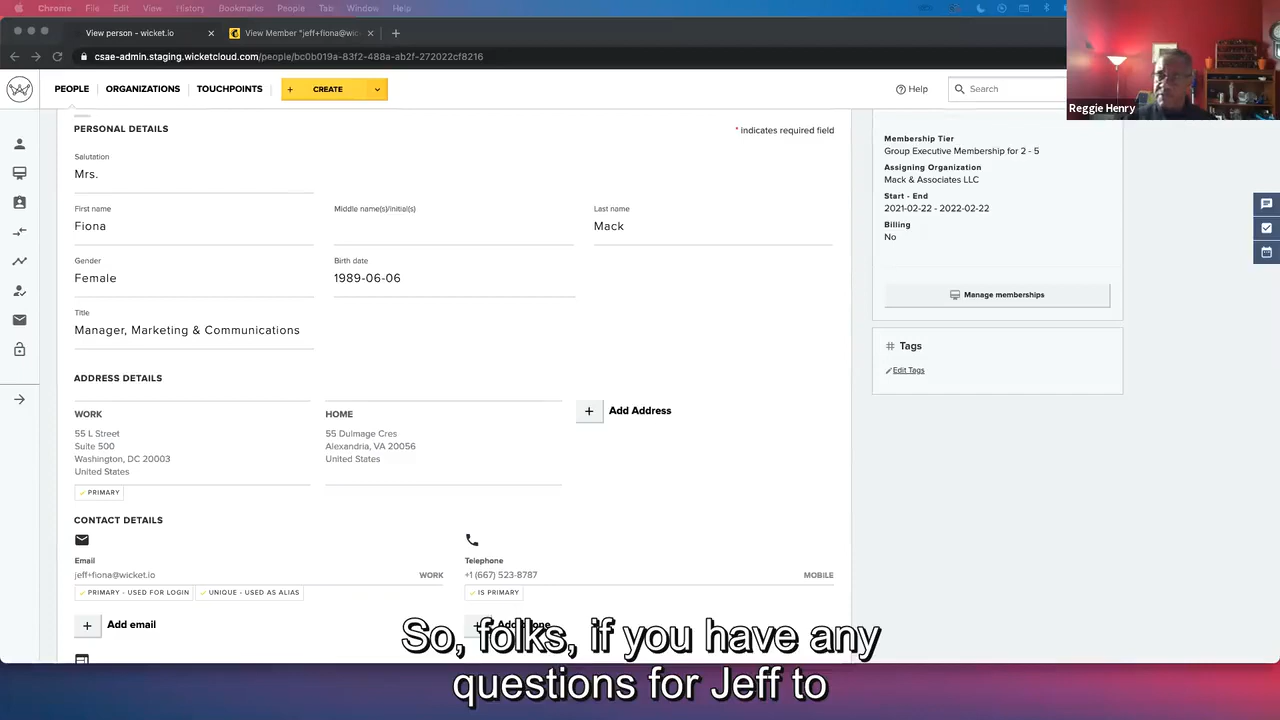 Chrome File Edit View History Bookmarks People Tab Window Help
View person - wicket.io
View Member "jeff+fiona@wic
csae-admin.staging.wicketcloud.com/people/bc0b019a-83f2-488a-ab2f-272022cf8216
PEOPLE ORGANIZATIONS TOUCHPOINTS + CREATE
Help
Search
Reggie Henry
PERSONAL DETAILS
* indicates required field
Salutation
Mrs.
First name Middle name(s)/Initial(s) Last name
Fiona Mack
Gender Birth date
Female 1989-06-06
Title
Manager, Marketing & Communications
ADDRESS DETAILS
WORK
55 L Street
Suite 500
Washington, DC 20003
United States
PRIMARY
HOME
55 Dulmage Cres
Alexandria, VA 20056
United States
+ Add Address
CONTACT DETAILS
Email
jeff+fiona@wicket.io WORK
PRIMARY - USED FOR LOGIN UNIQUE - USED AS ALIAS
+ Add email
Telephone
+1 (667) 523-8787 MOBILE
IS PRIMARY
Membership Tier
Group Executive Membership for 2 - 5
Assigning Organization
Mack & Associates LLC
Start - End
2021-02-22 - 2022-02-22
Billing
No
Manage memberships
# Tags
Edit Tags
So, folks, if you have any
questions for Jeff to